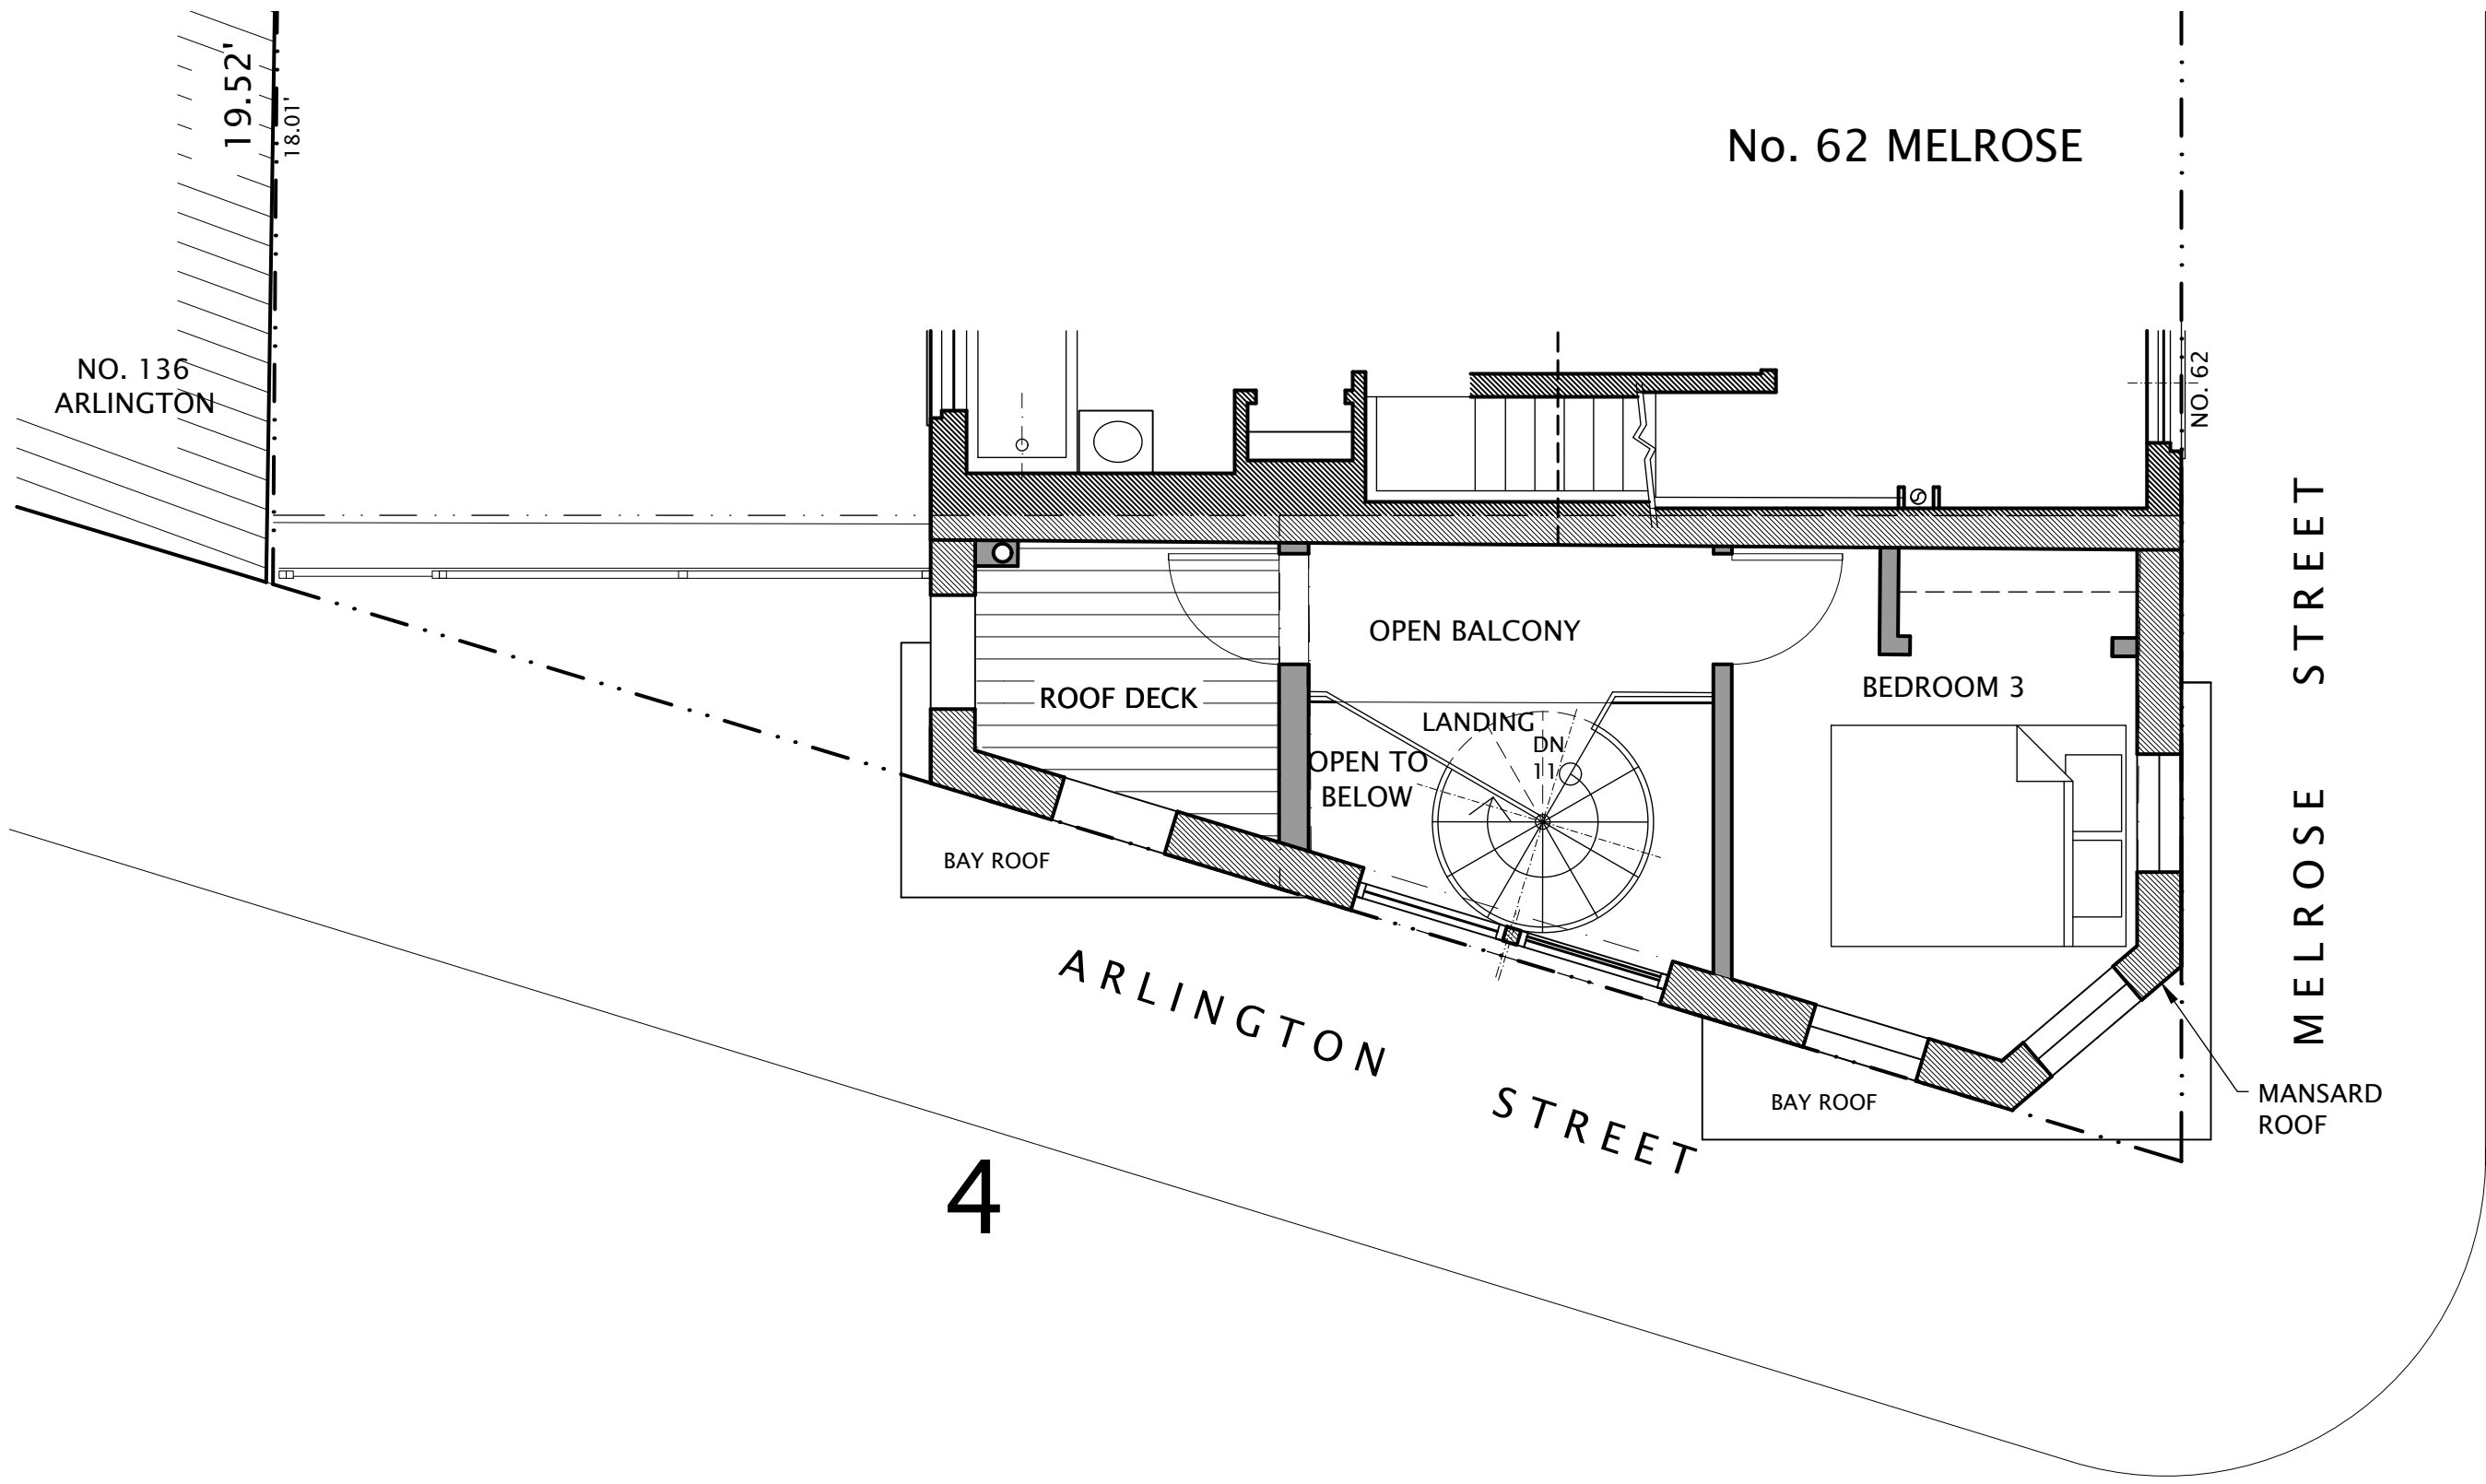 19.52'
18.01'
No. 62 MELROSE
NO. 136
ARLINGTON
NO. 62
OPEN BALCONY
ROOF DECK
BEDROOM 3
LANDING
DN
11
OPEN TO
BELOW
BAY ROOF
MELROSE STREET
ARLINGTON STREET
BAY ROOF
MANSARD
ROOF
4